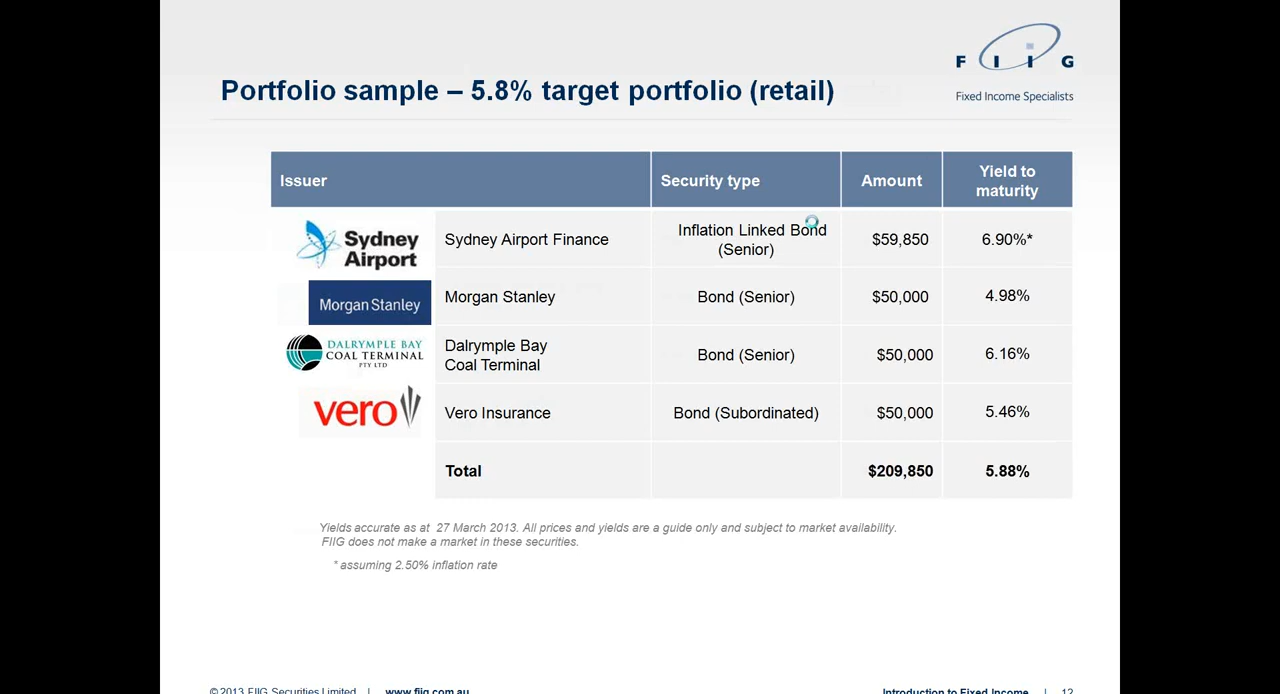 FIIG
Fixed Income Specialists
Portfolio sample – 5.8% target portfolio (retail)
Issuer
Security type
Amount
Yield to
maturity
Sydney
Airport
Sydney Airport Finance
Inflation Linked Bond
(Senior)
$59,850
6.90%*
Morgan Stanley
Morgan Stanley
Bond (Senior)
$50,000
4.98%
DALRYMPLE BAY
COAL TERMINAL
PTY LTD
Dalrymple Bay
Coal Terminal
Bond (Senior)
$50,000
6.16%
vero
Vero Insurance
Bond (Subordinated)
$50,000
5.46%
Total
$209,850
5.88%
Yields accurate as at 27 March 2013. All prices and yields are a guide only and subject to market availability.
FIIG does not make a market in these securities.
* assuming 2.50% inflation rate
© 2013 FIIG Securities Limited | www.fiig.com.au
Introduction to Fixed Income | 12